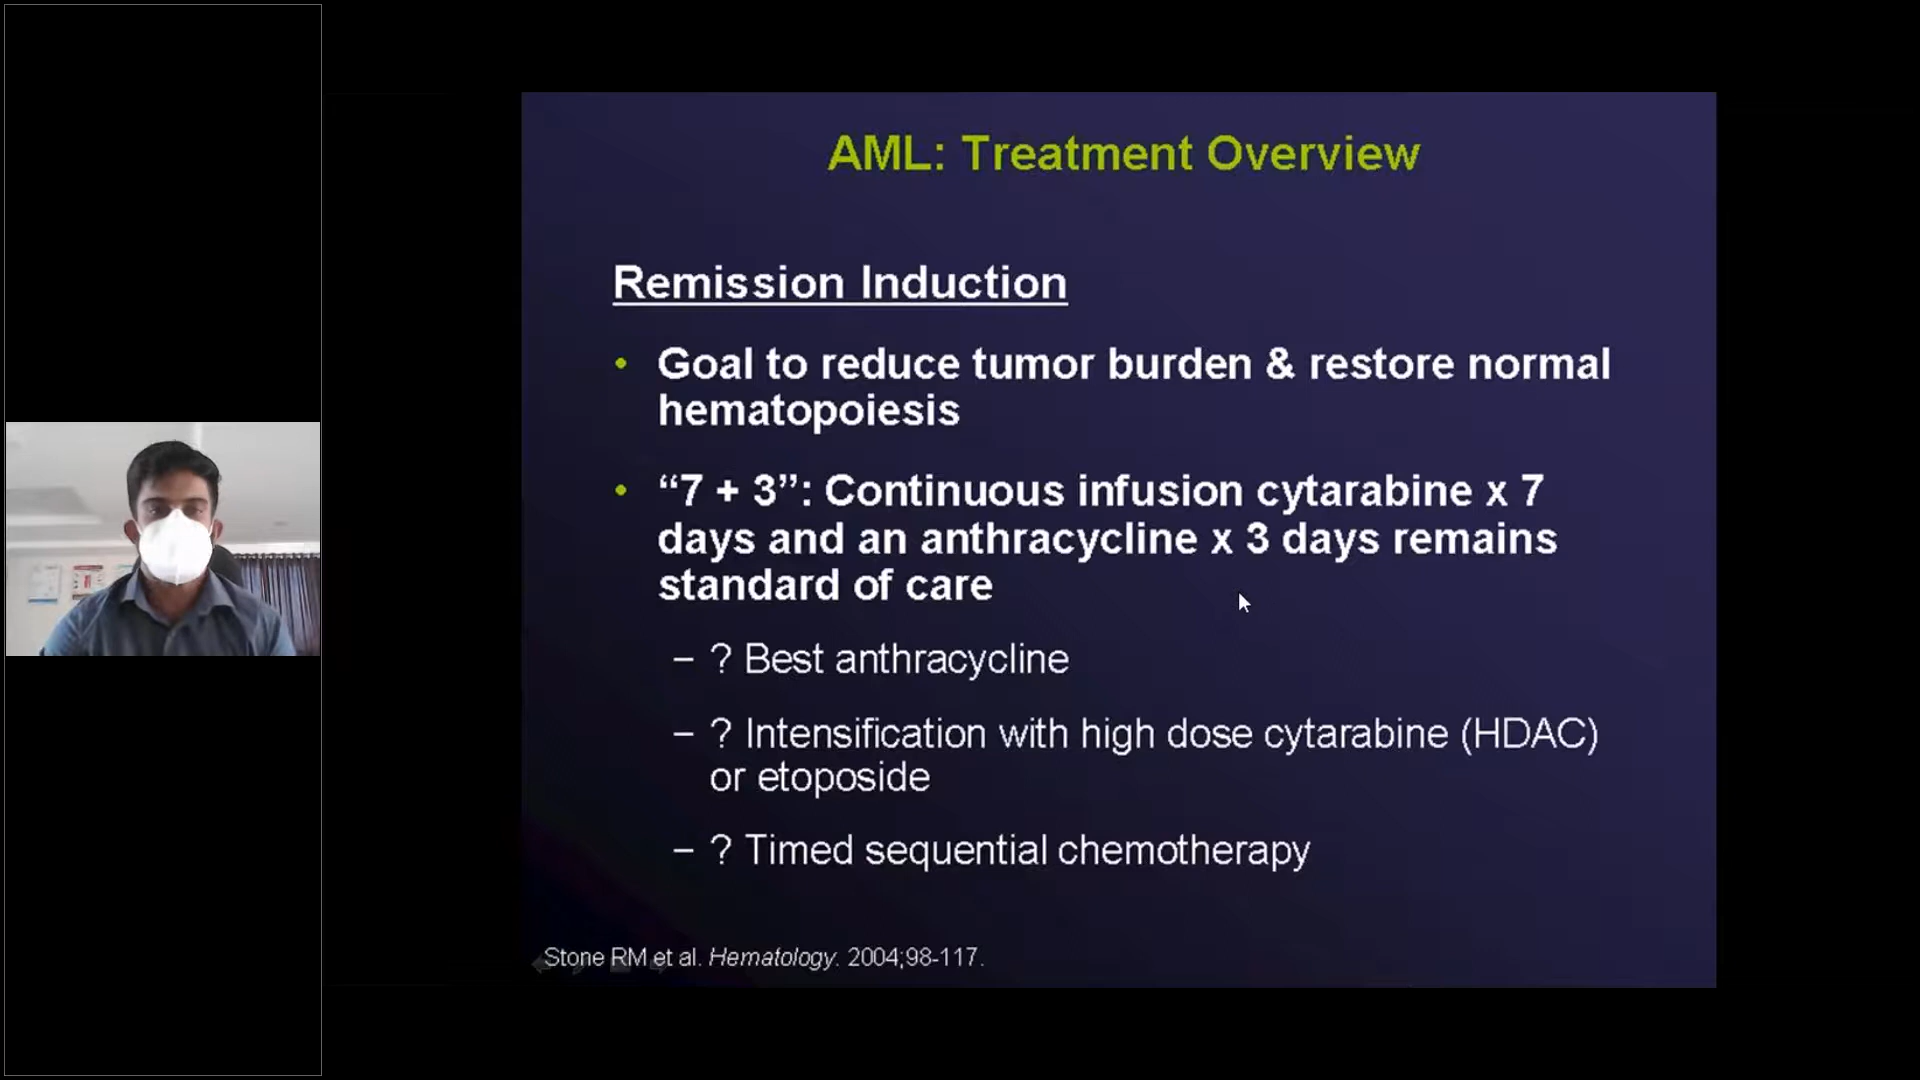 AML: Treatment Overview
Remission Induction
• Goal to reduce tumor burden & restore normal
hematopoiesis
• “7 + 3”: Continuous infusion cytarabine x 7
days and an anthracycline x 3 days remains
standard of care
– ? Best anthracycline
– ? Intensification with high dose cytarabine (HDAC)
or etoposide
– ? Timed sequential chemotherapy
Stone RM et al. Hematology. 2004;98-117.